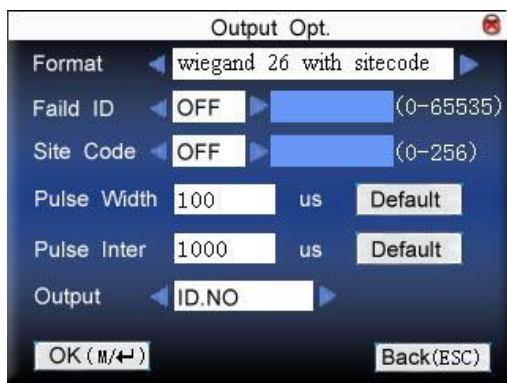 Output Opt.
Format wiegand 26 with sitecode
Faild ID OFF (0-65535)
Site Code OFF (0-256)
Pulse Width 100 us Default
Pulse Inter 1000 us Default
Output ID.NO
OK(M/↵) Back(ESC)